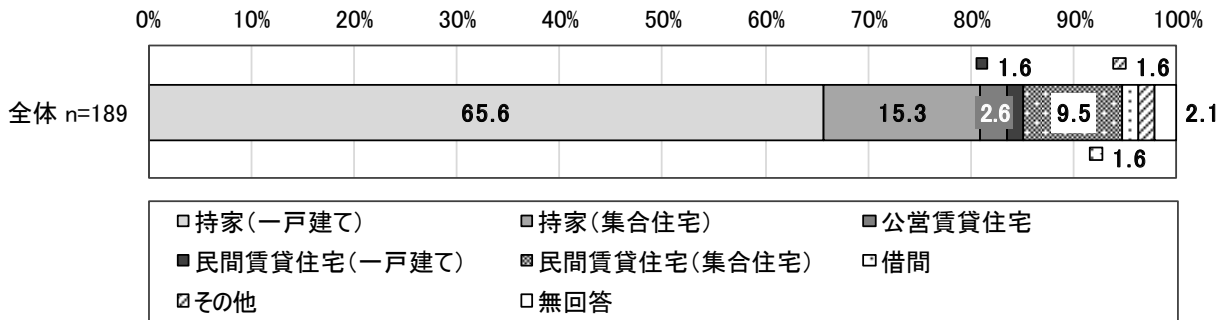 0% 10% 20% 30% 40% 50% 60% 70% 80% 90% 100%
1.6 1.6
全体 n=189 65.6 15.3 2.6 9.5 2.1
1.6
持家(一戸建て) 持家(集合住宅) 公営賃貸住宅
民間賃貸住宅(一戸建て) 民間賃貸住宅(集合住宅) 借間
その他 無回答